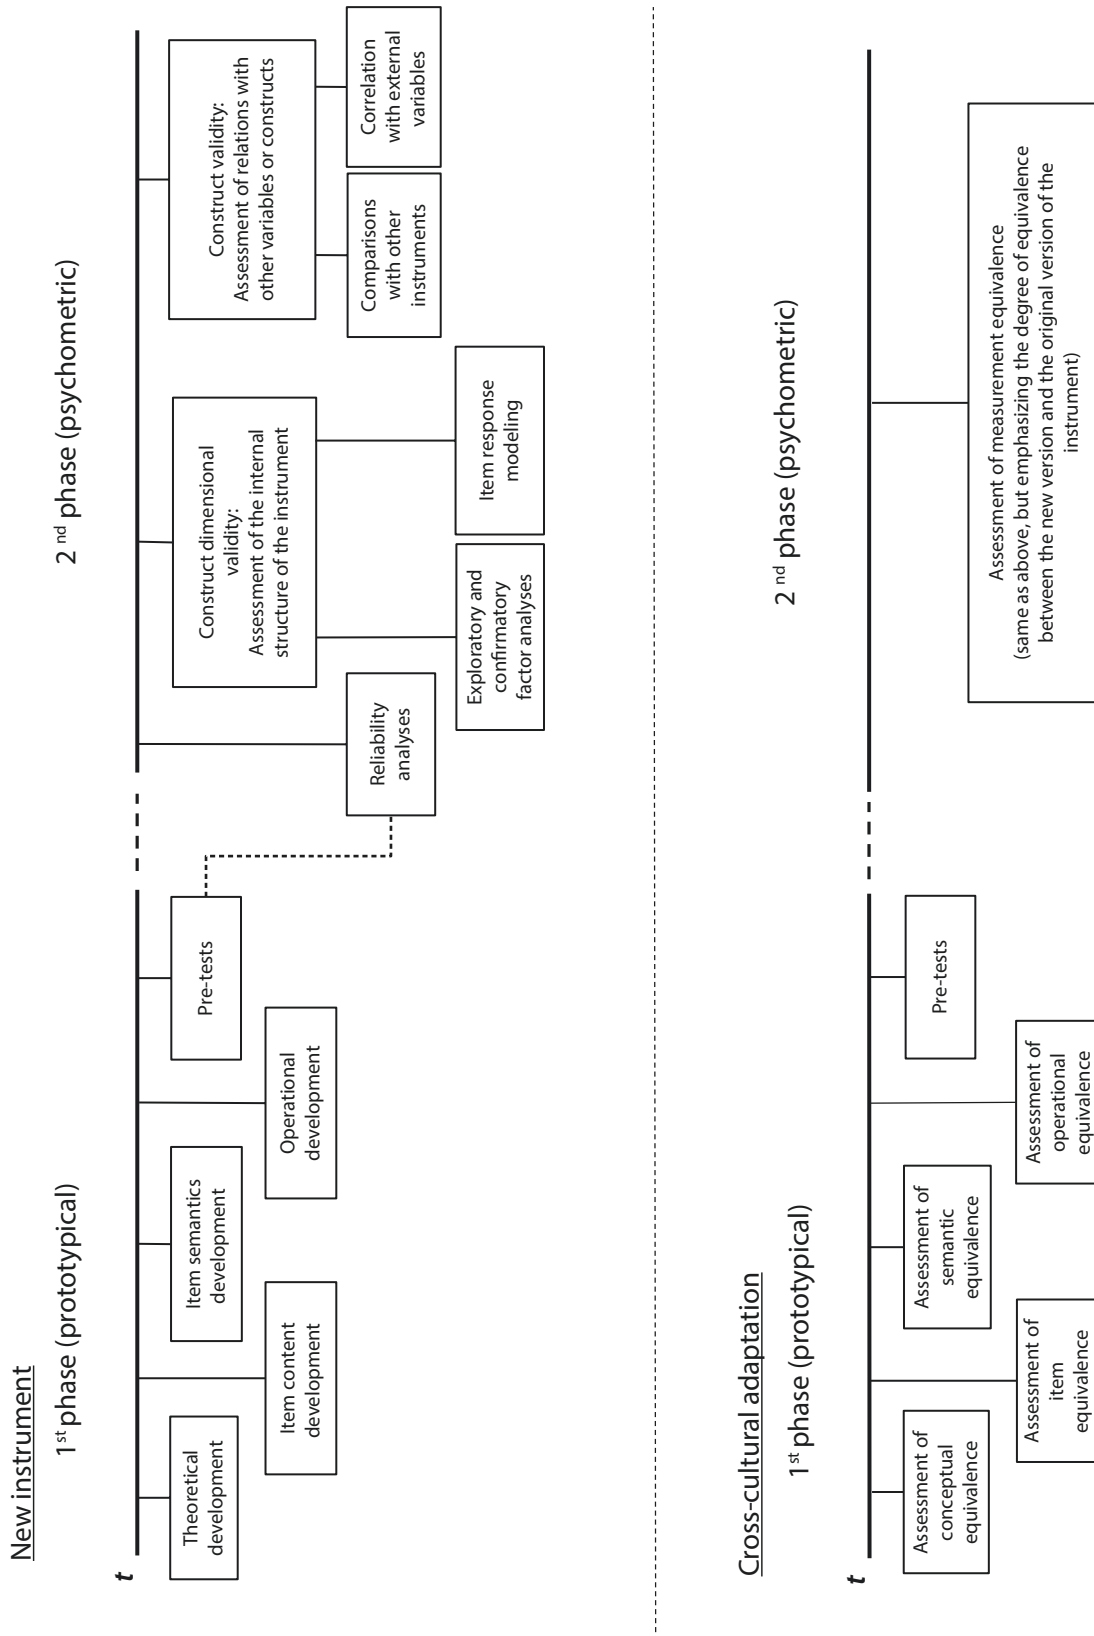 New instrument
1st phase (prototypical)
2 nd phase (psychometric)
t
Theoretical
development
Item content
development
Item semantics
development
Operational
development
Pre-tests
Reliability
analyses
Construct dimensional
validity:
Assessment of the internal
structure of the instrument
Exploratory and
confirmatory
factor analyses
Item response
modeling
Construct validity:
Assessment of relations with
other variables or constructs
Comparisons
with other
instruments
Correlation
with external
variables
Cross-cultural adaptation
1st phase (prototypical)
2 nd phase (psychometric)
t
Assessment of
conceptual
equivalence
Assessment of
item
equivalence
Assessment of
semantic
equivalence
Assessment of
operational
equivalence
Pre-tests
Assessment of measurement equivalence
(same as above, but emphasizing the degree of equivalence
between the new version and the original version of the
instrument)